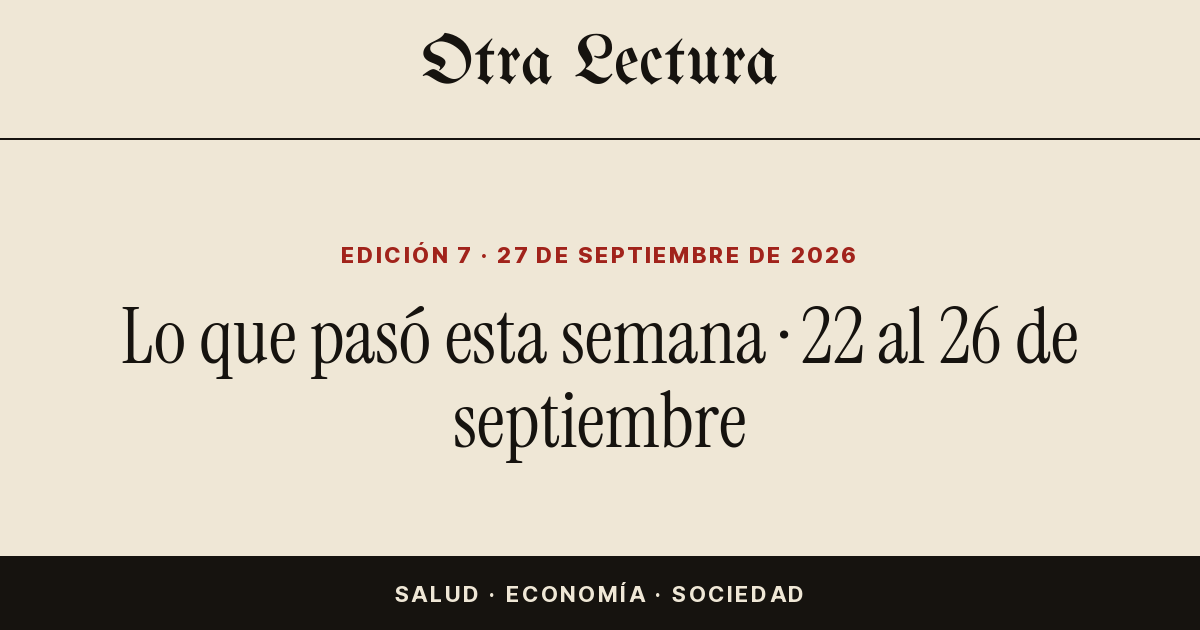 Otra Lectura
EDICIÓN 7 · 27 DE SEPTIEMBRE DE 2026
Lo que pasó esta semana · 22 al 26 de
septiembre
SALUD · ECONOMÍA · SOCIEDAD